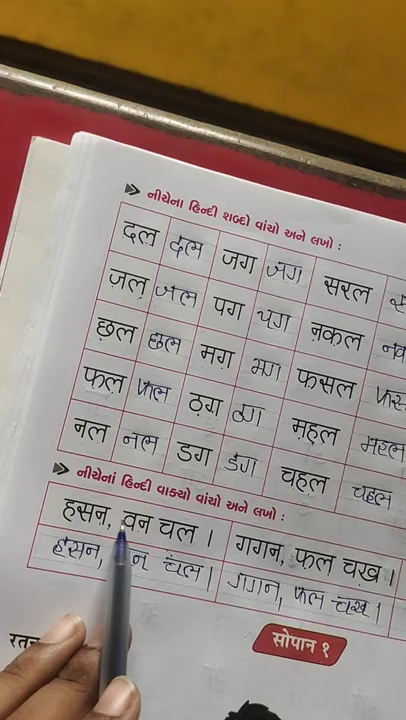 નીચેના હિન્દી શબ્દો વાંચો અને લખો :
दल दल जग जग सरल
जल जल पग पग नकल
छल छल मग मग फसल
फल फल ठग ठग महल महल
नल नल डग डग चहल चहल
નીચેનાં હિન્દી વાક્યો વાંચો અને લખો :
हसन, वन चल । गगन, फल चख ।
हसन, चल । गगन, फल चख ।
सोपान १